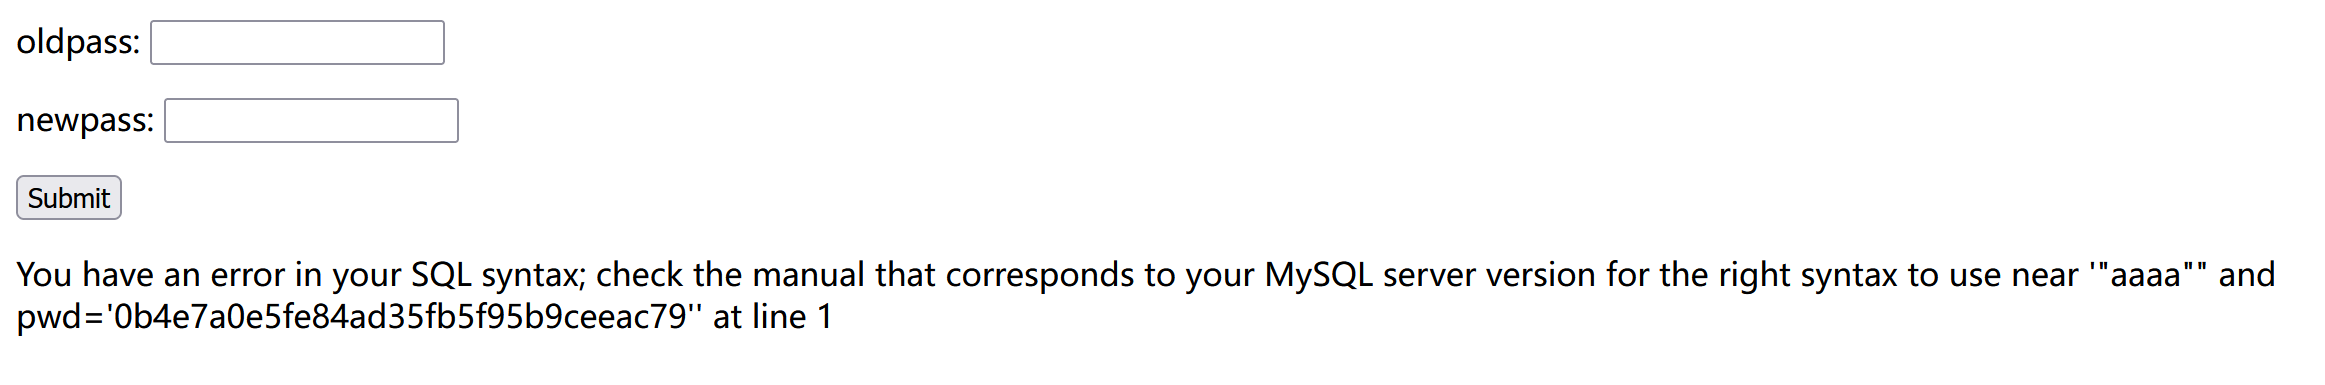 oldpass:
newpass:
Submit
You have an error in your SQL syntax; check the manual that corresponds to your MySQL server version for the right syntax to use near '"aaaa"" and
pwd='0b4e7a0e5fe84ad35fb5f95b9ceeac79'' at line 1